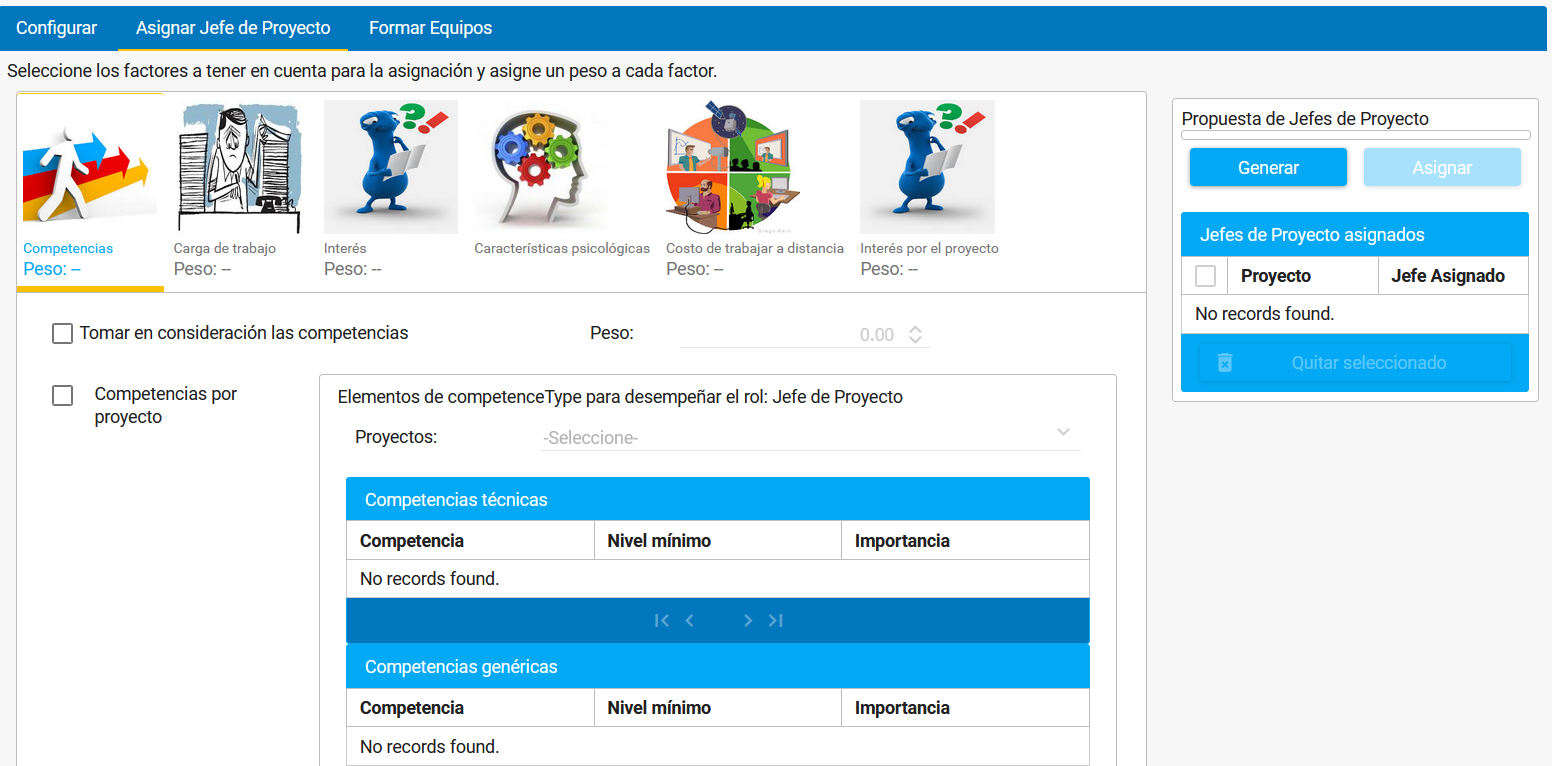 Configurar Asignar Jefe de Proyecto Formar Equipos
Seleccione los factores a tener en cuenta para la asignación y asigne un peso a cada factor.
Competencias Carga de trabajo Interés Características psicológicas Costo de trabajar a distancia Interés por el proyecto
Peso: -- Peso: -- Peso: -- Peso: -- Peso: --
Tomar en consideración las competencias Peso: 0,00
Competencias por
proyecto
Elementos de competenceType para desempeñar el rol: Jefe de Proyecto
Proyectos: -Seleccione-
Competencias técnicas
Competencia Nivel mínimo Importancia
No records found.
Competencias genéricas
Competencia Nivel mínimo Importancia
No records found.
Propuesta de Jefes de Proyecto
Generar Asignar
Jefes de Proyecto asignados
Proyecto Jefe Asignado
No records found.
Quitar seleccionado